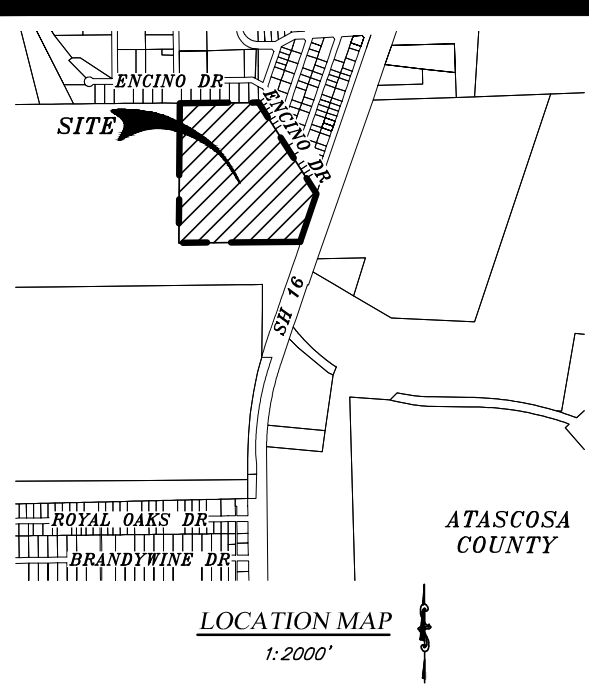 ENCINO DR
SITE
ENCINO DR
SH 16
ROYAL OAKS DR
BRANDYWINE DR
ATASCOSA
COUNTY
LOCATION MAP
1:2000'